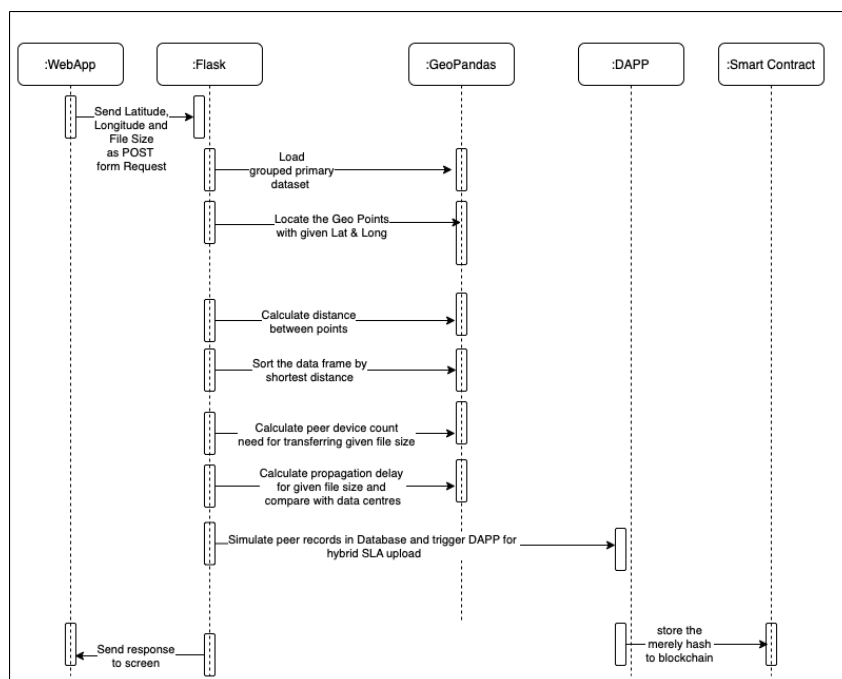 :WebApp
:Flask
:GeoPandas
:DAPP
:Smart Contract
Send Latitude,
Longitude and
File Size
as POST
form Request
Load
grouped primary
dataset
Locate the Geo Points
with given Lat & Long
Calculate distance
between points
Sort the data frame by
shortest distance
Calculate peer device count
need for transferring given file size
Calculate propagation delay
for given file size and
compare with data centres
Simulate peer records in Database and trigger DAPP for
hybrid SLA upload
store the
merely hash
to blockchain
Send response
to screen